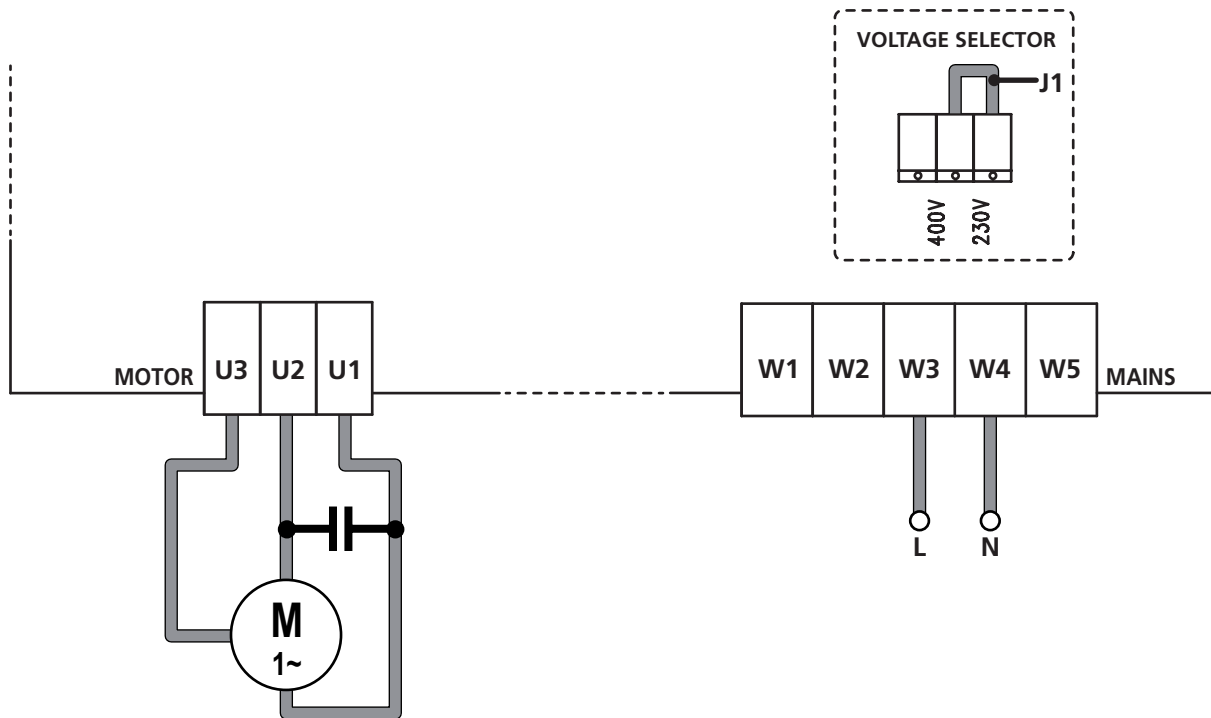 VOLTAGE SELECTOR
J1
400V
230V
MOTOR U3 U2 U1
W1 W2 W3 W4 W5 MAINS
L N
M
1~